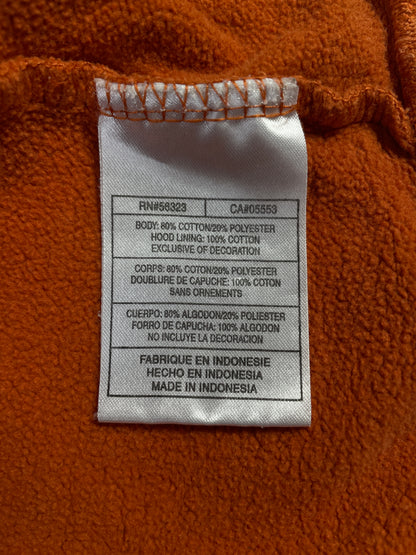 RN#56323 CA#05553
BODY: 80% COTTON/20% POLYESTER
HOOD LINING: 100% COTTON
EXCLUSIVE OF DECORATION
CORPS: 80% COTON/20% POLYESTER
DOUBLURE DE CAPUCHE: 100% COTON
SANS ORNEMENTS
CUERPO: 80% ALGODON/20% POLIESTER
FORRO DE CAPUCHA: 100% ALGODON
NO INCLUYE LA DECORACION
FABRIQUE EN INDONESIE
HECHO EN INDONESIA
MADE IN INDONESIA